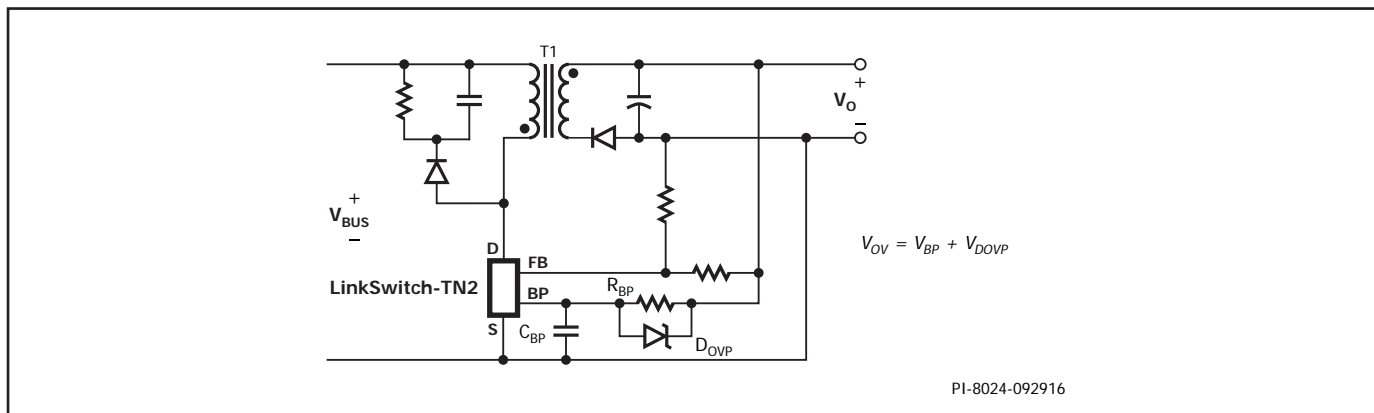 T1
+
V_O
−
+
V_BUS
−
D
FB
V_OV = V_BP + V_DOVP
LinkSwitch-TN2
BP
R_BP
S
C_BP
D_OVP
PI-8024-092916